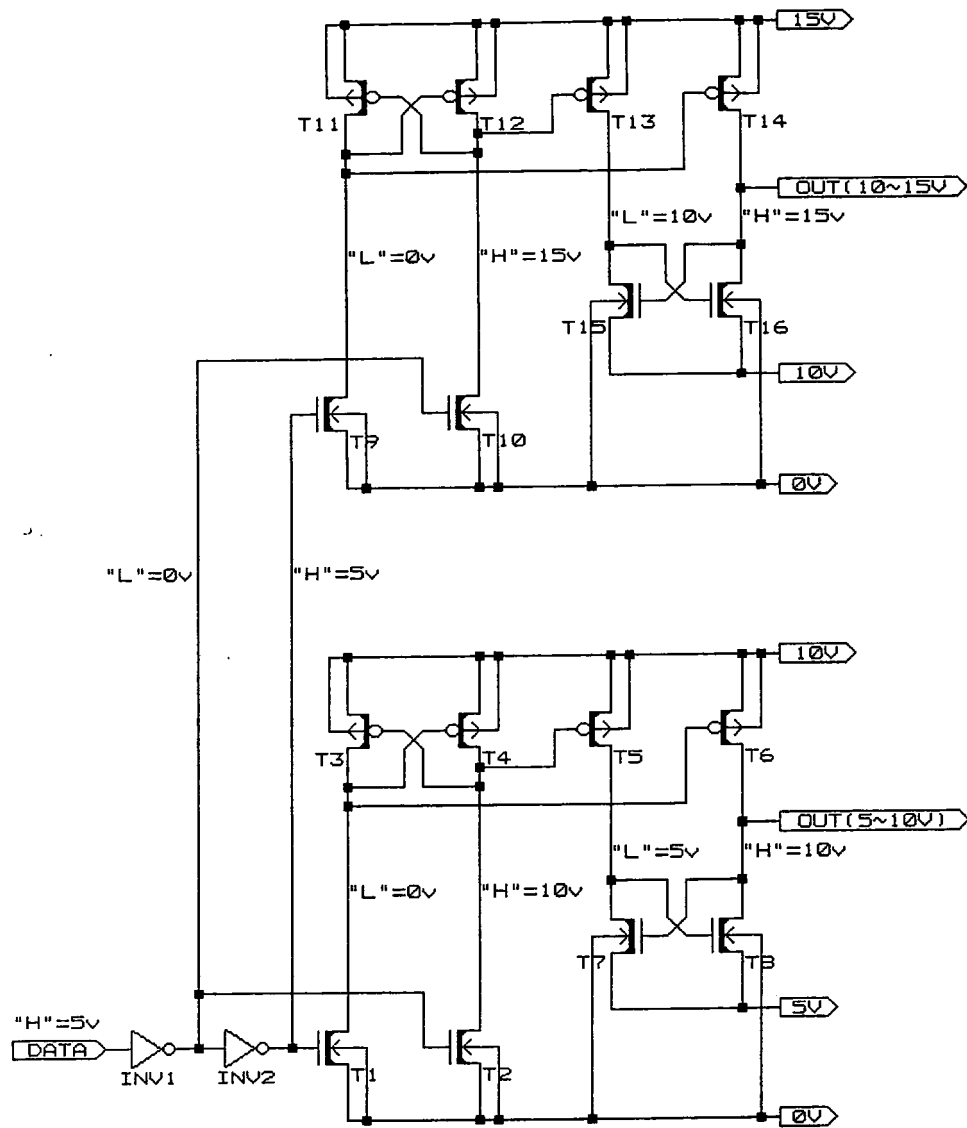 15V
T11
T12
T13
T14
OUT(10~15V
"L"=10v
"H"=15v
"L"=0v
"H"=15v
T15
T16
10V
T9
T10
0V
"L"=0v
"H"=5v
10V
T3
T4
T5
T6
OUT(5~10V)
"L"=5v
"H"=10v
"L"=0v
"H"=10v
T7
T8
5V
"H"=5v
DATA
INV1
INV2
T1
T2
0V